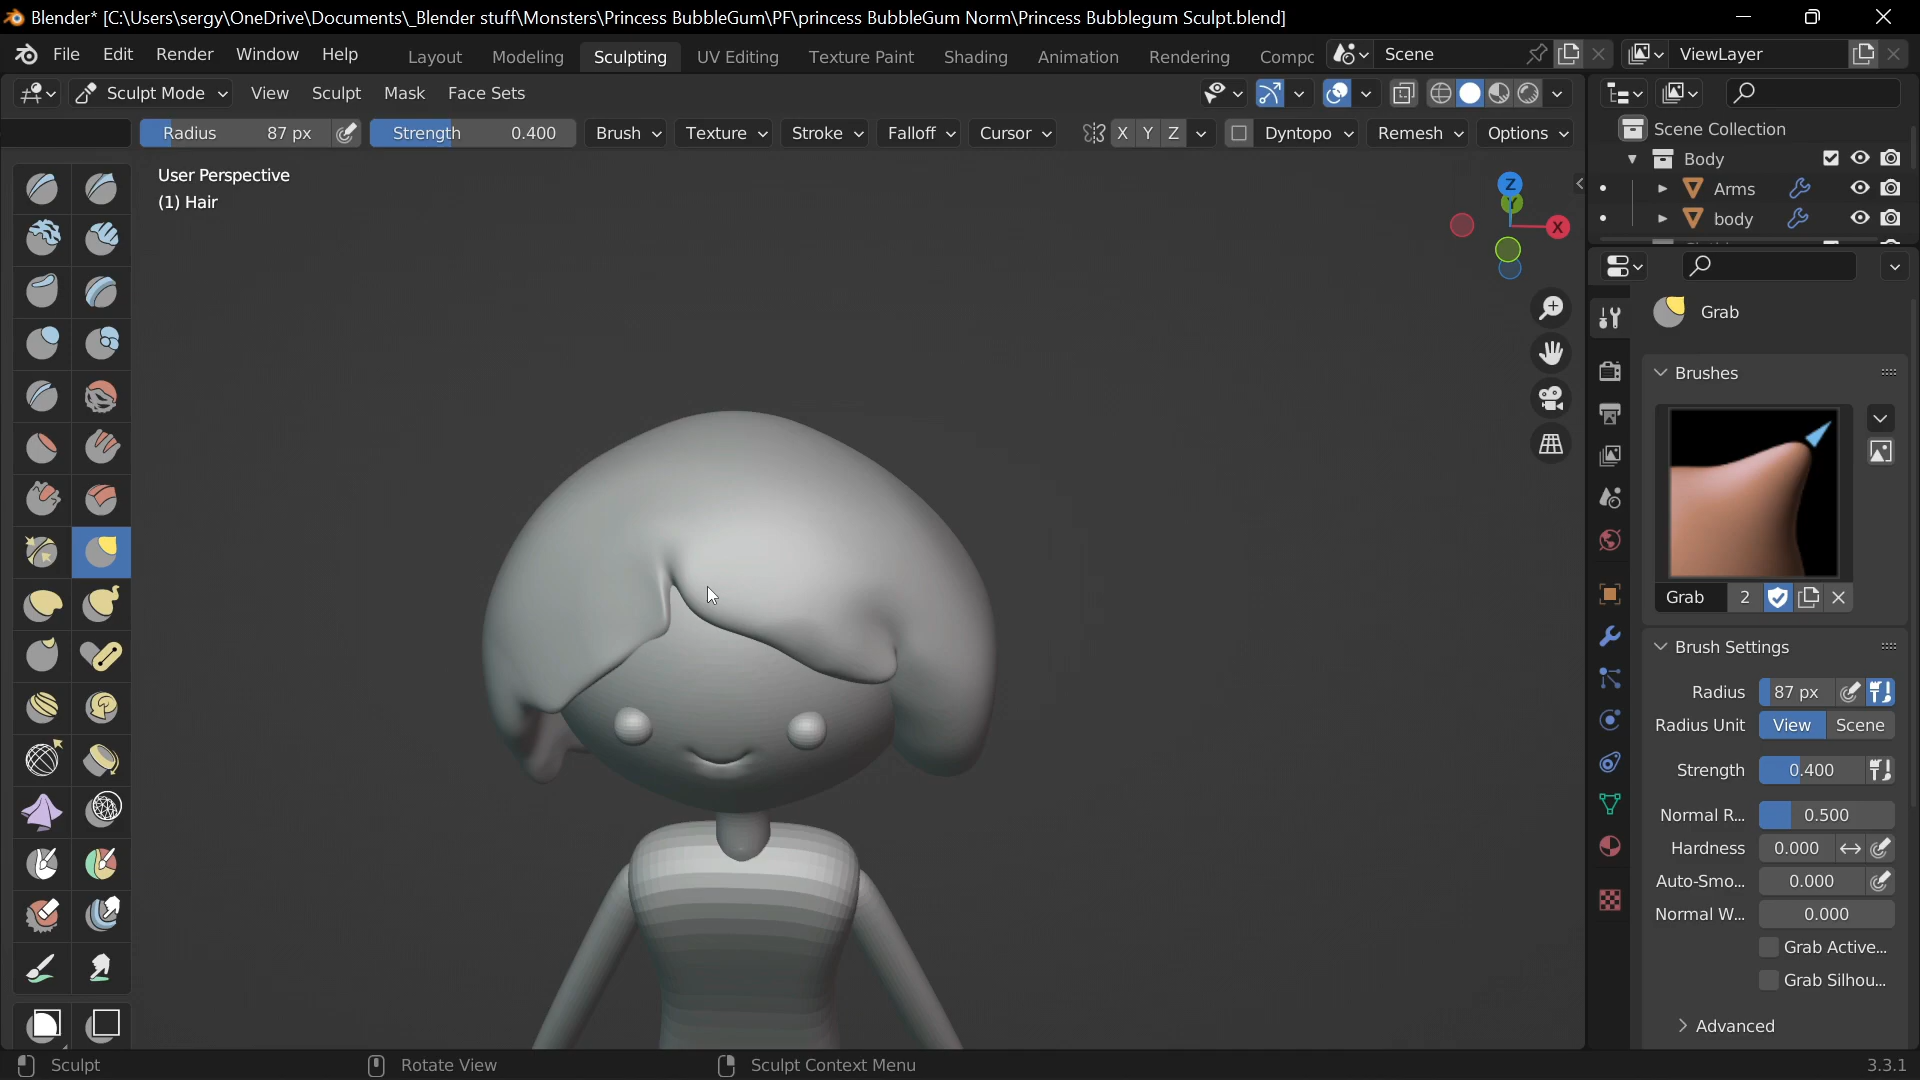 Blender* [C:\Users\sergy\OneDrive\Documents\_Blender stuff\Monsters\Princess BubbleGum\PF\princess BubbleGum Norm\Princess Bubblegum Sculpt.blend]
File Edit Render Window Help Layout Modeling Sculpting UV Editing Texture Paint Shading Animation Rendering Compc Scene ViewLayer
Sculpt Mode View Sculpt Mask Face Sets
Radius 87 px Strength 0.400 Brush Texture Stroke Falloff Cursor X Y Z Dyntopo Remesh Options
User Perspective
(1) Hair
Z
Y
X
Scene Collection
Body
Arms
body
Grab
Brushes
Grab 2
Brush Settings
Radius 87 px
Radius Unit View Scene
Strength 0.400
Normal R... 0.500
Hardness 0.000
Auto-Smo... 0.000
Normal W... 0.000
Grab Active...
Grab Silhou...
Advanced
Sculpt Rotate View Sculpt Context Menu 3.3.1